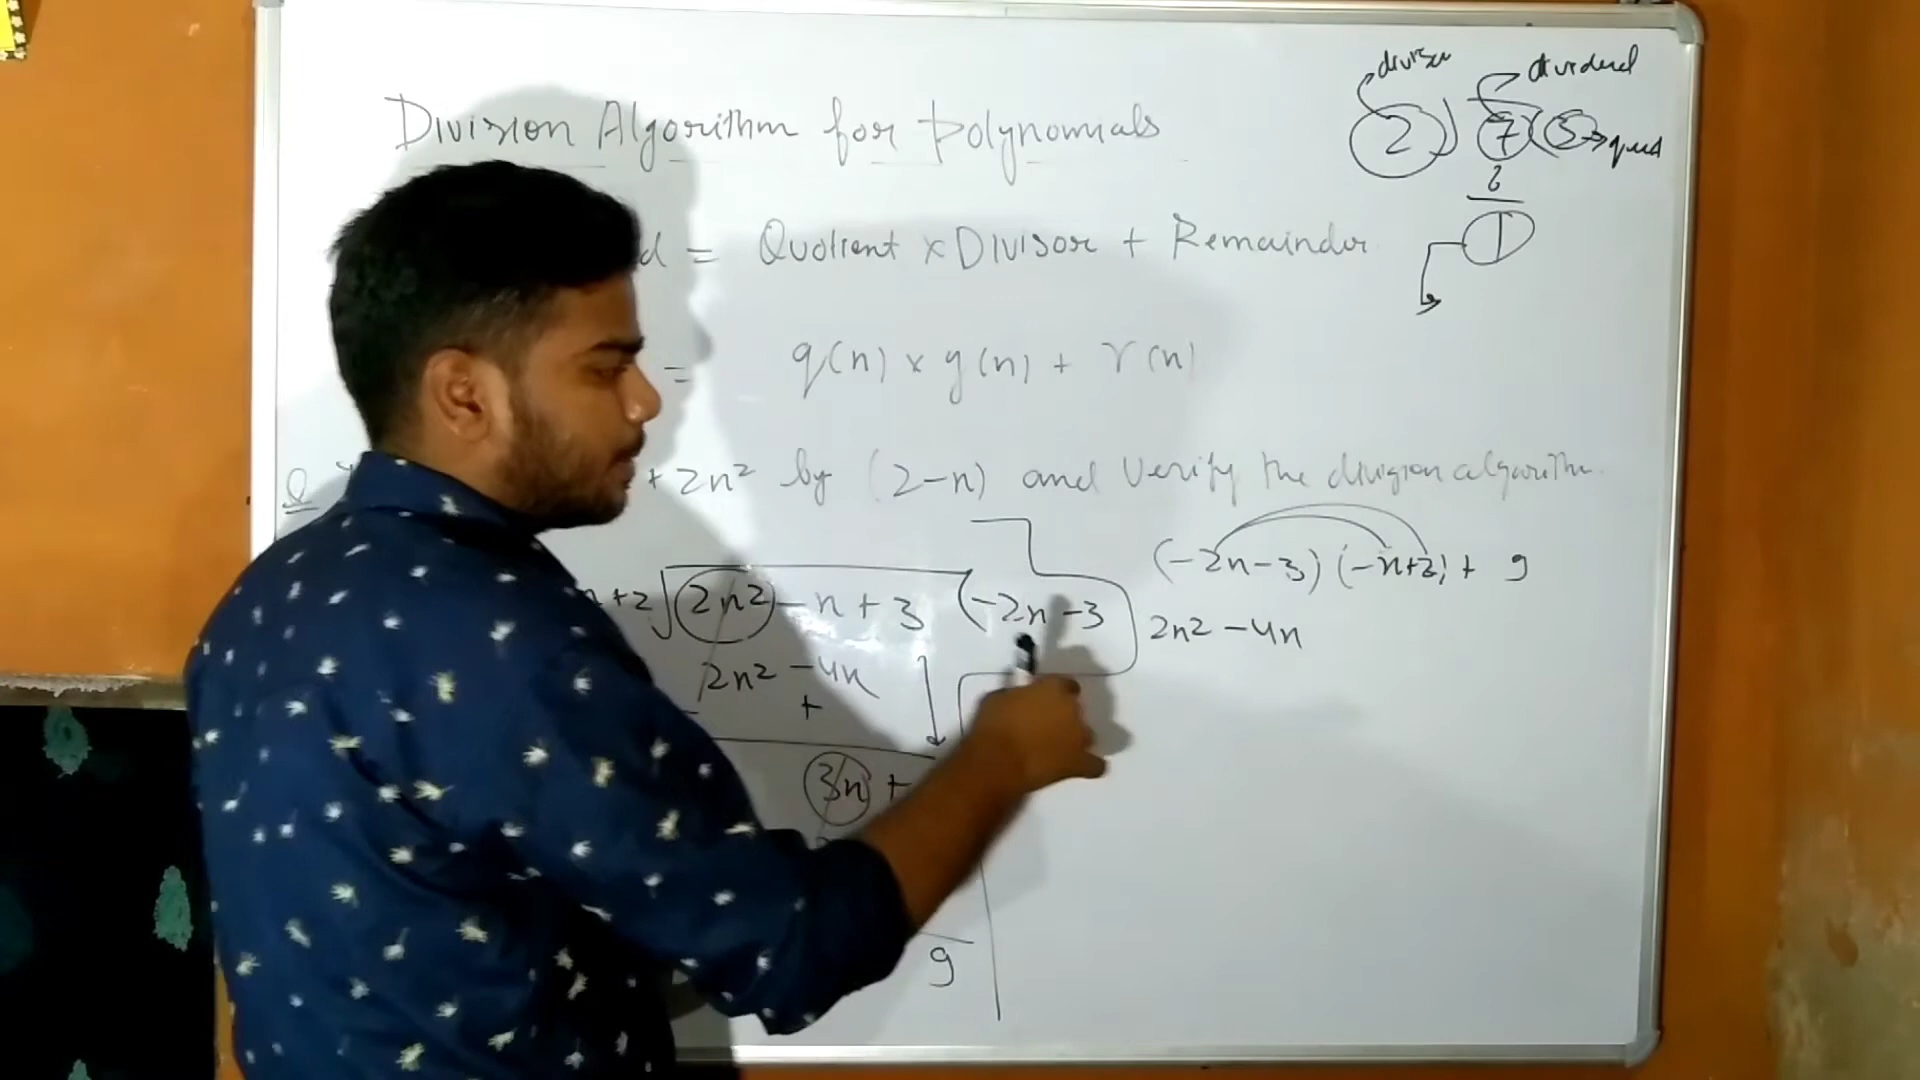 Division Algorithm for Polynomials
divisor
dividend
2) 7 (3
6
1
d = Quotient × Divisor + Remainder
= q(n) × g(n) + r(n)
Q
+ 2n² by (2-n) and verify the division algorithm.
n+2 √ 2n² - n + 3 (-2n - 3
2n² - 4n
- +
3n +
9
(-2n-3) (-n+2) + 9
2n² - 4n